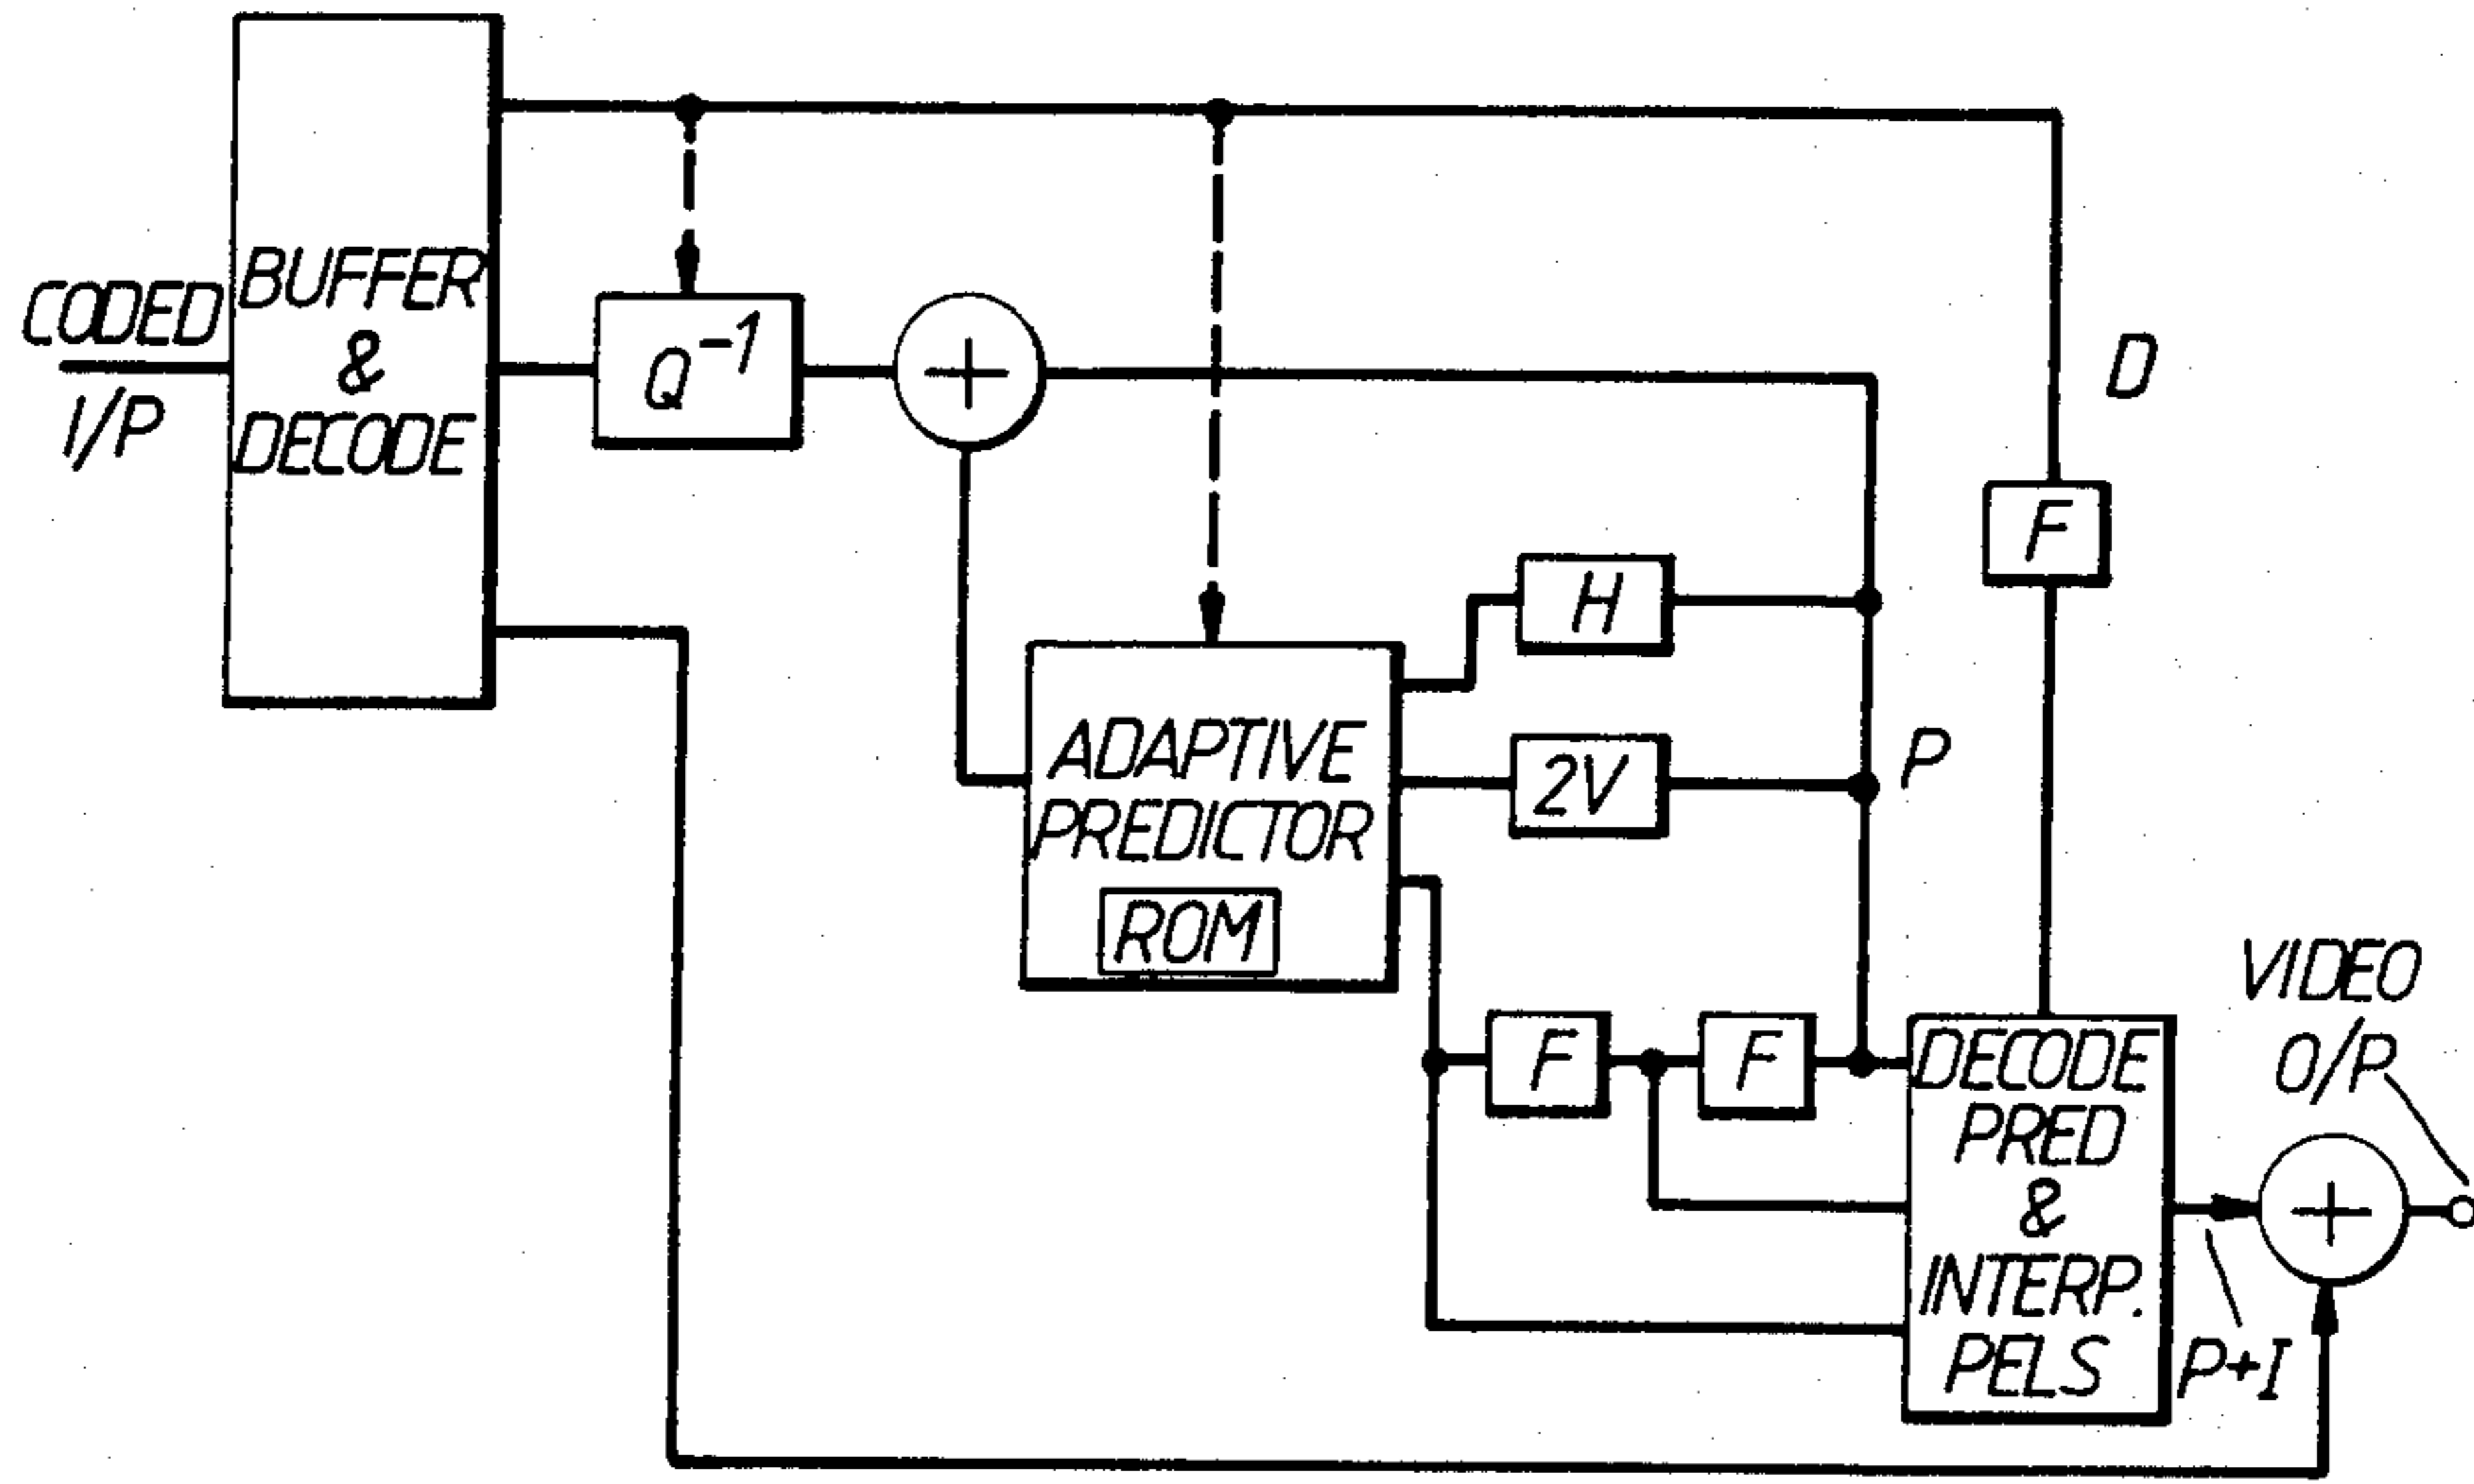 CODED
I/P
BUFFER
&
DECODE
Q⁻¹
+
D
F
H
ADAPTIVE
PREDICTOR
ROM
2V
P
F
F
DECODE
PRED
&
INTERP.
PELS
VIDEO
O/P
+
P+I